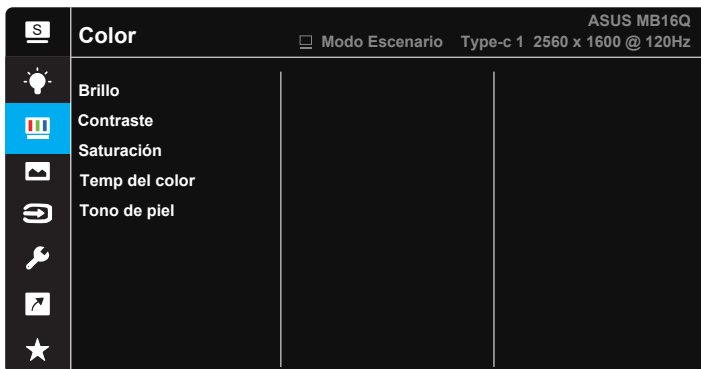 S
Color
ASUS MB16Q
Modo Escenario Type-c 1 2560 x 1600 @ 120Hz
Brillo
Contraste
Saturación
Temp del color
Tono de piel